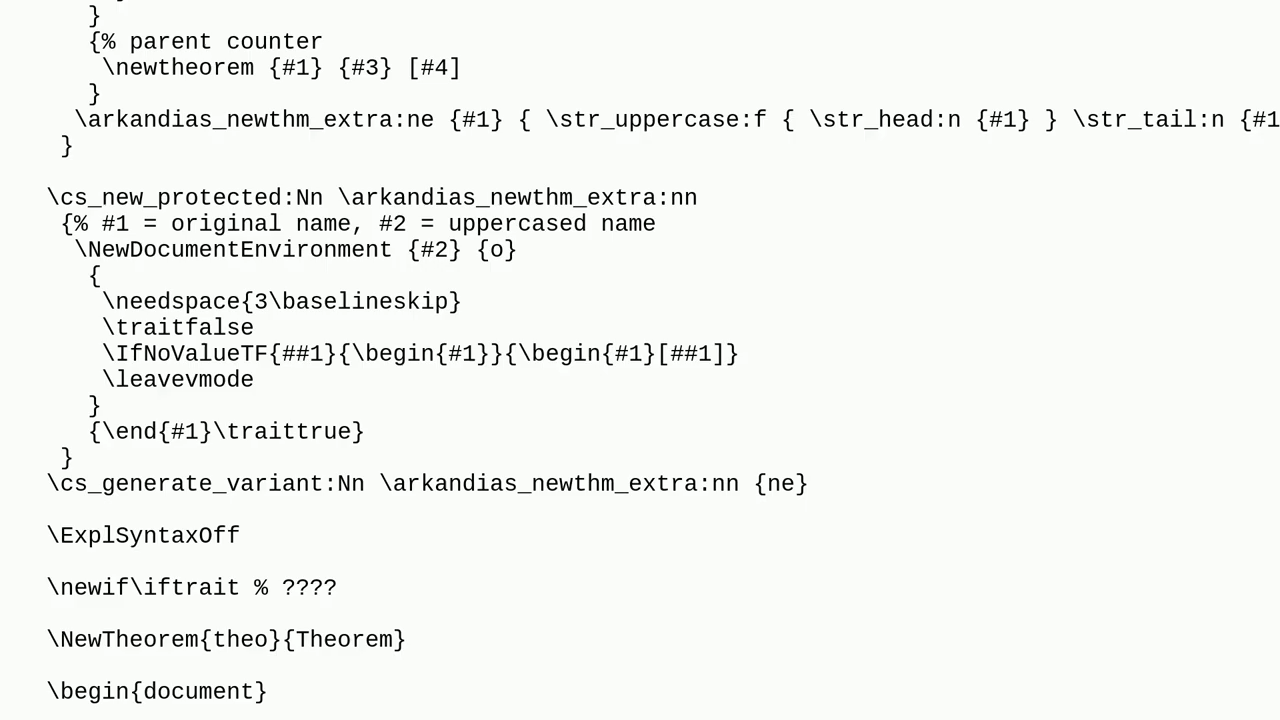 }
{% parent counter
\newtheorem {#1} {#3} [#4]
}
\arkandias_newthm_extra:ne {#1} { \str_uppercase:f { \str_head:n {#1} } \str_tail:n {#1
}
\cs_new_protected:Nn \arkandias_newthm_extra:nn
{% #1 = original name, #2 = uppercased name
\NewDocumentEnvironment {#2} {o}
{
\needspace{3\baselineskip}
\traitfalse
\IfNoValueTF{##1}{\begin{#1}}{\begin{#1}[##1]}
\leavevmode
}
{\end{#1}\traittrue}
}
\cs_generate_variant:Nn \arkandias_newthm_extra:nn {ne}
\ExplSyntaxOff
\newif\iftrait % ????
\NewTheorem{theo}{Theorem}
\begin{document}